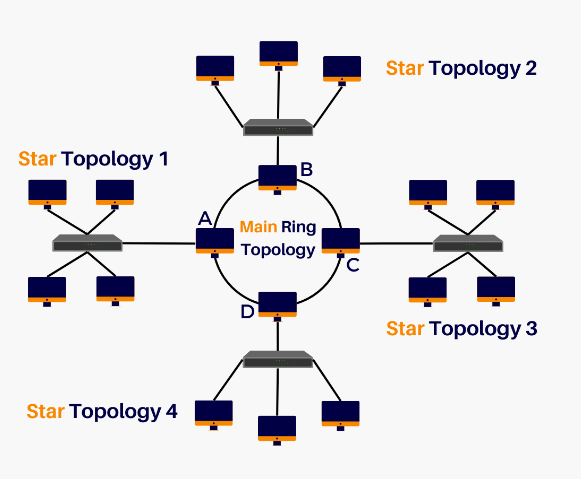 Star Topology 2
Star Topology 1
B
A
Main Ring
Topology
C
D
Star Topology 3
Star Topology 4